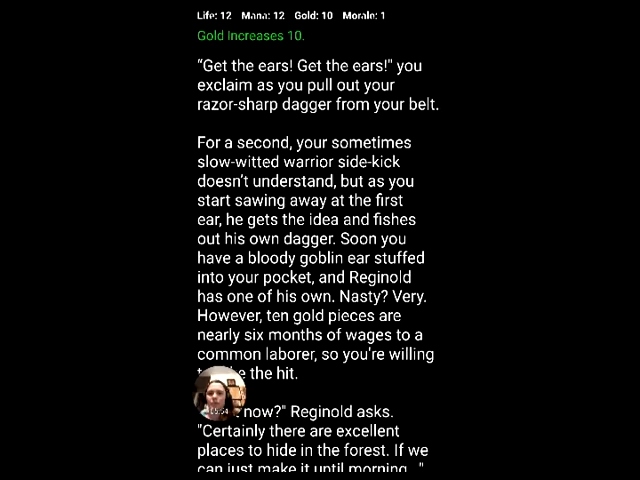 Life: 12 Mana: 12 Gold: 10 Morale: 1
Gold Increases 10.
“Get the ears! Get the ears!" you
exclaim as you pull out your
razor-sharp dagger from your belt.
For a second, your sometimes
slow-witted warrior side-kick
doesn’t understand, but as you
start sawing away at the first
ear, he gets the idea and fishes
out his own dagger. Soon you
have a bloody goblin ear stuffed
into your pocket, and Reginold
has one of his own. Nasty? Very.
However, ten gold pieces are
nearly six months of wages to a
common laborer, so you're willing
the hit.
now?" Reginold asks.
"Certainly there are excellent
places to hide in the forest. If we
can just make it until morning..."